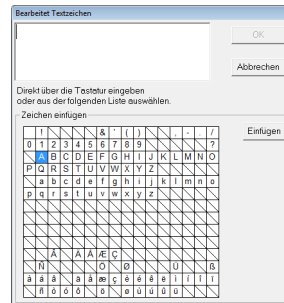 Bearbeitet Textzeichen
OK
Abbrechen
Direkt über die Tastatur eingeben
oder aus der folgenden Liste auswählen.
Zeichen einfügen
Einfügen
! & ' ( ) , - . /
0 1 2 3 4 5 6 7 8 9 ?
A B C D E F G H I J K L M N O
P Q R S T U V W X Y Z
a b c d e f g h i j k l m n o
p q r s t u v w x y z
Ä Å Æ Ç
Ñ Ö Ø Ü ß
à á â ä å æ ç è é ê ë ì í î ï
ñ ò ó ô ö ø ù ú û ü